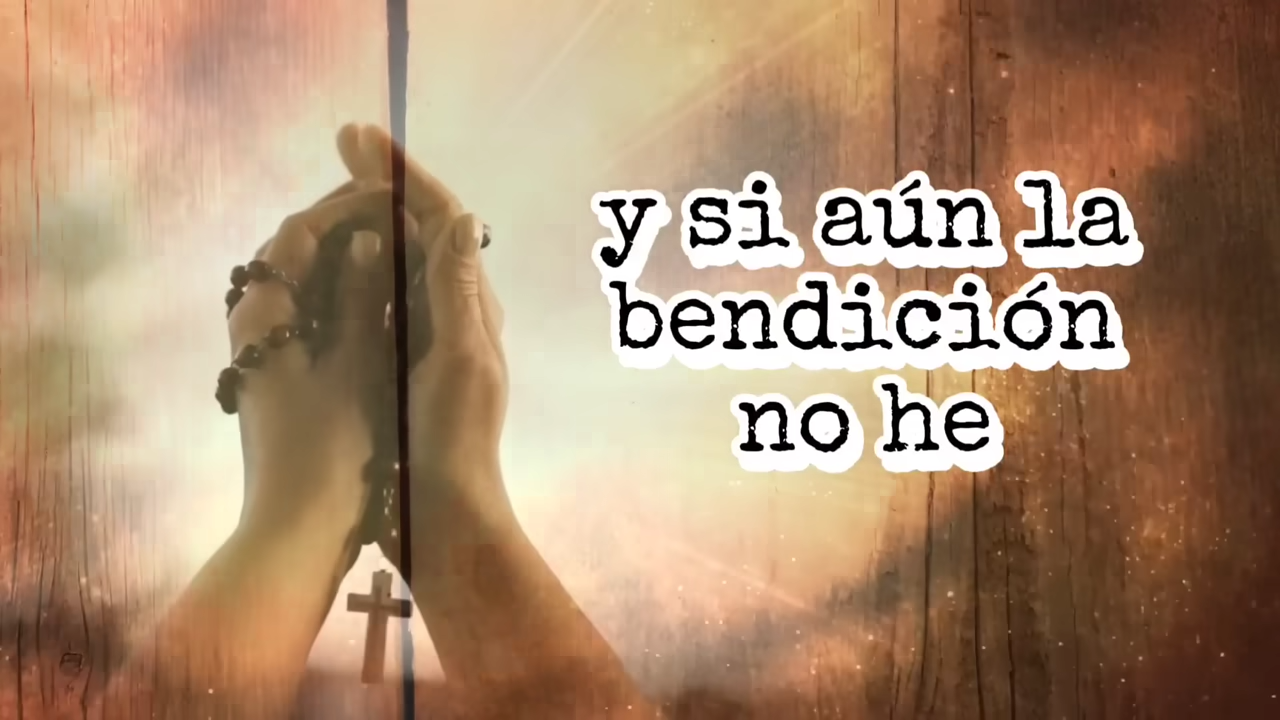 y si aún la
bendición
no he